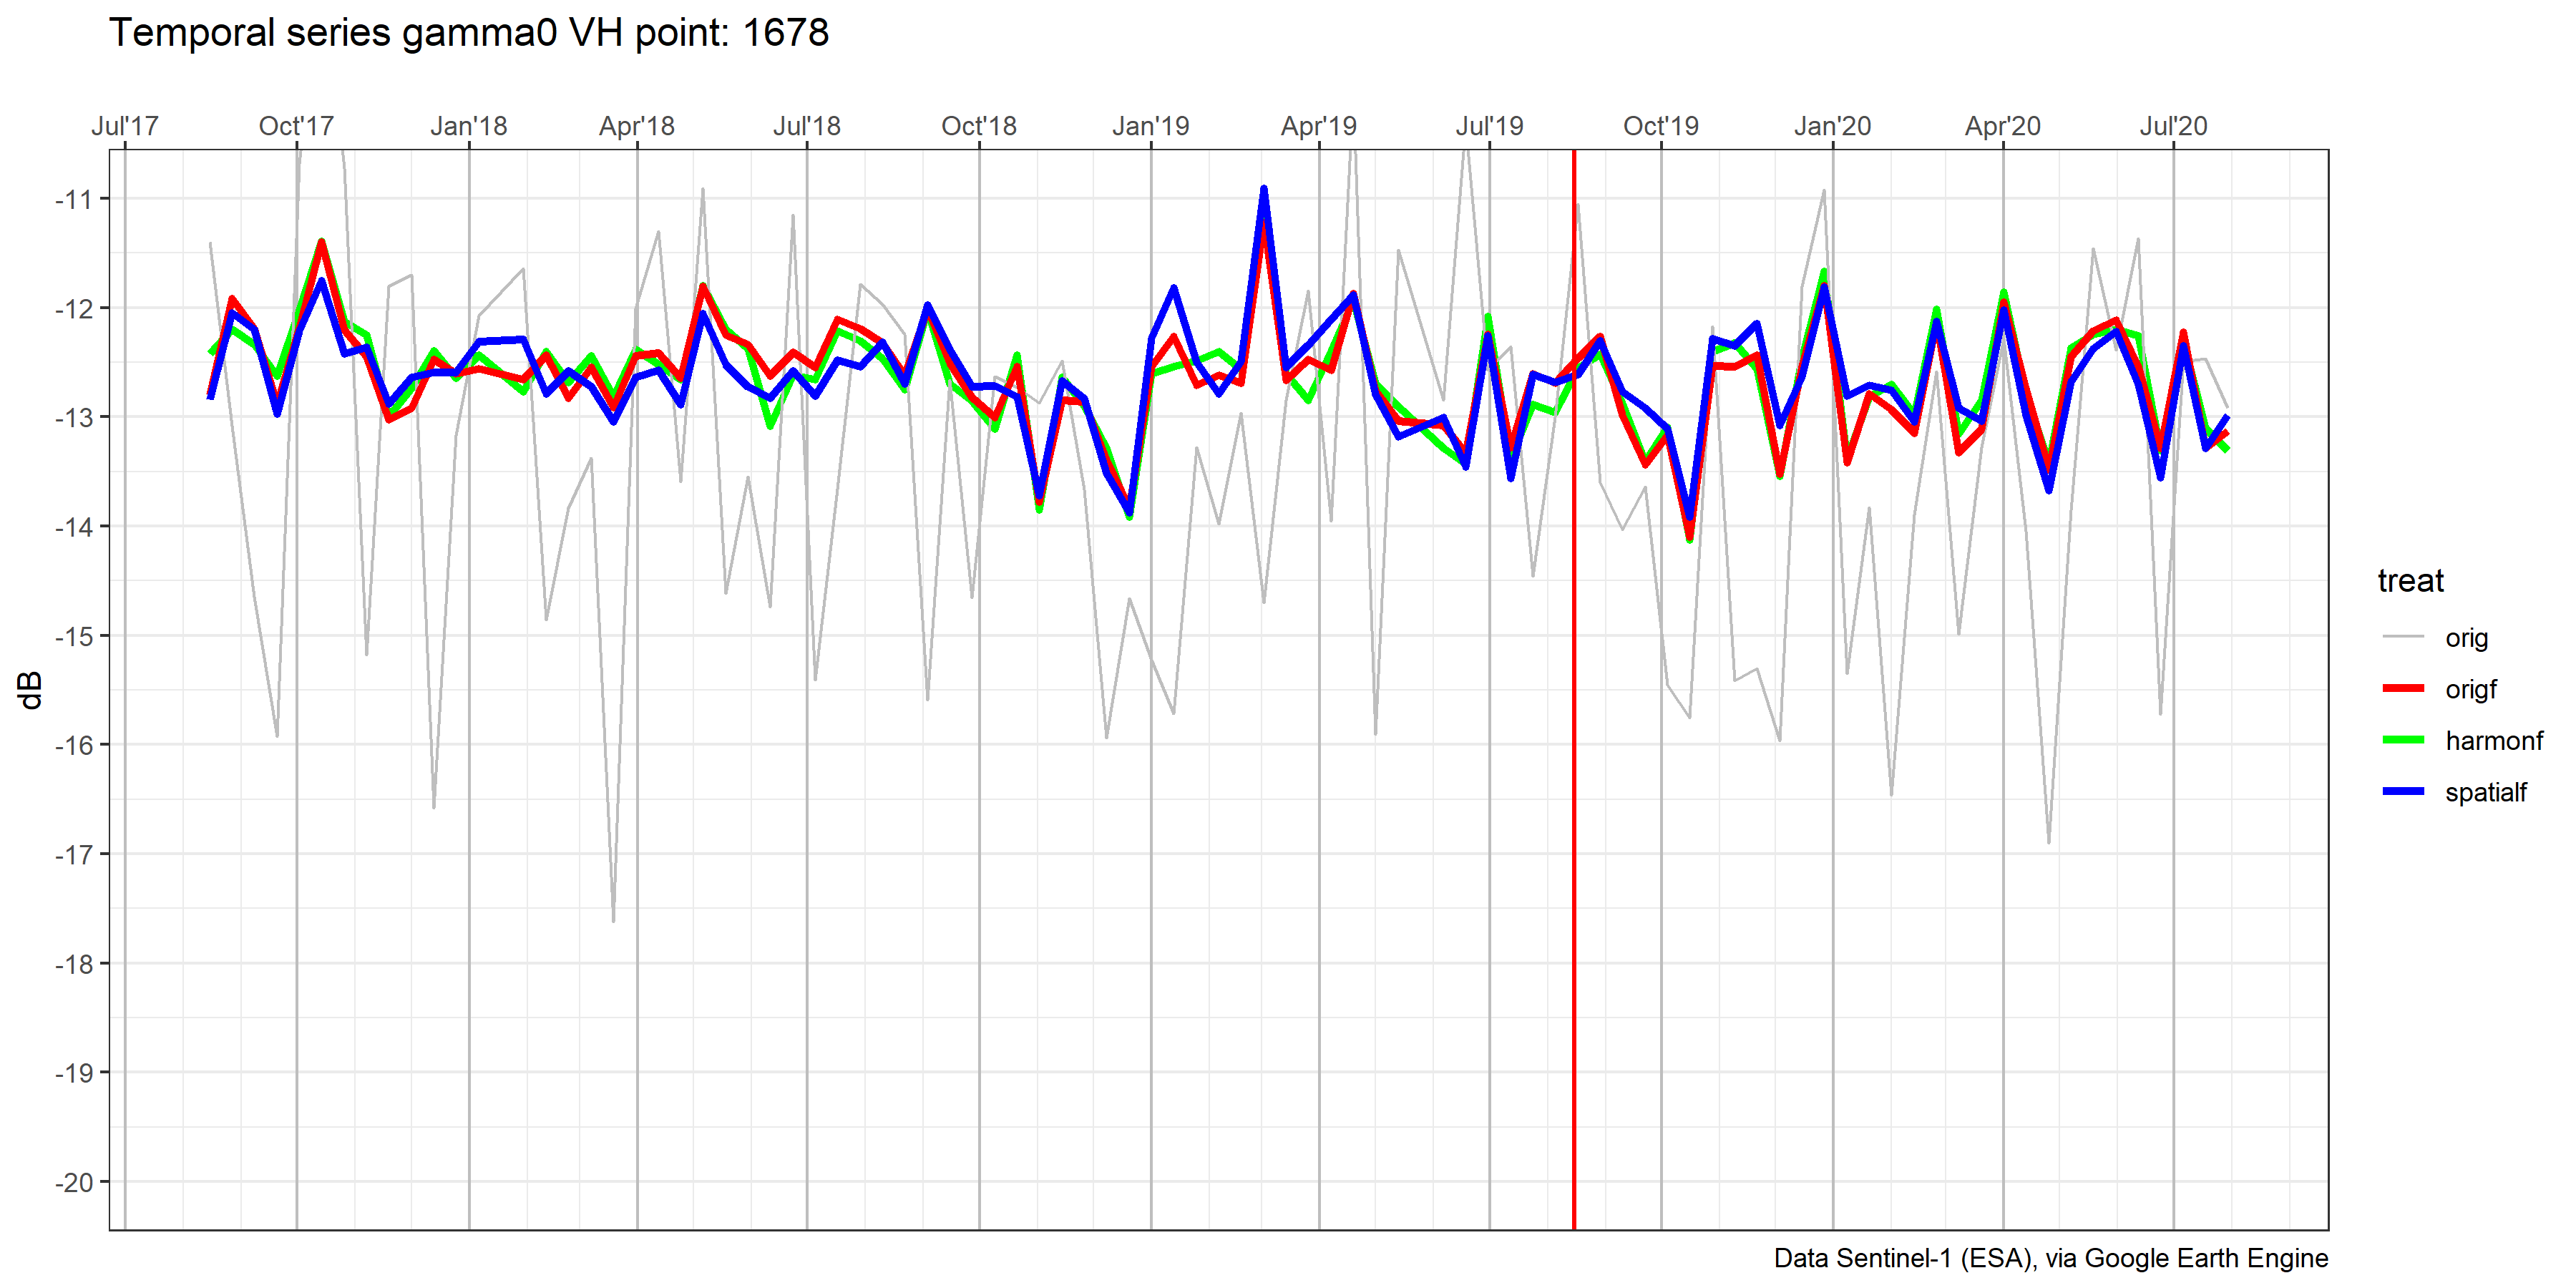 Temporal series gamma0 VH point: 1678
Jul'17 Oct'17 Jan'18 Apr'18 Jul'18 Oct'18 Jan'19 Apr'19 Jul'19 Oct'19 Jan'20 Apr'20 Jul'20
-11
-12
-13
-14
-15
-16
-17
-18
-19
-20
dB
treat
orig
origf
harmonf
spatialf
Data Sentinel-1 (ESA), via Google Earth Engine